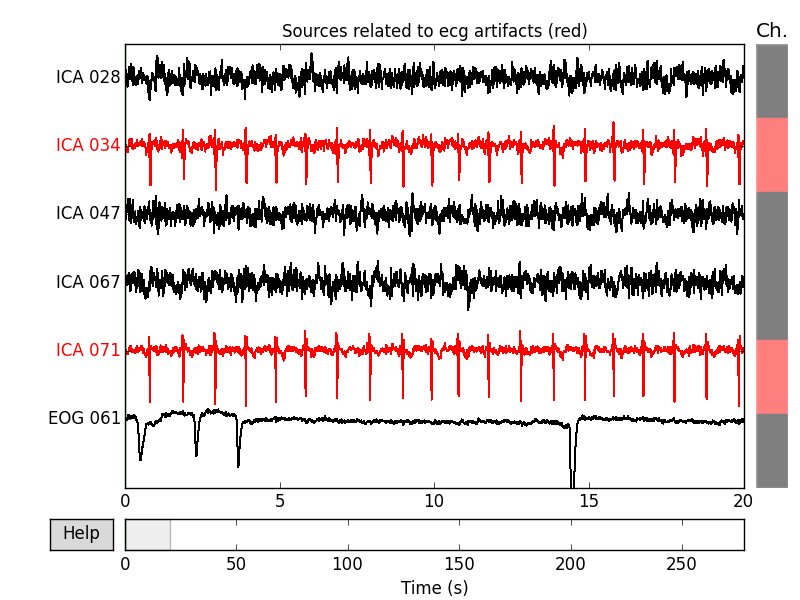 Sources related to ecg artifacts (red)
Ch.
ICA 028
ICA 034
ICA 047
ICA 067
ICA 071
EOG 061
0 5 10 15 20
Help
0 50 100 150 200 250
Time (s)